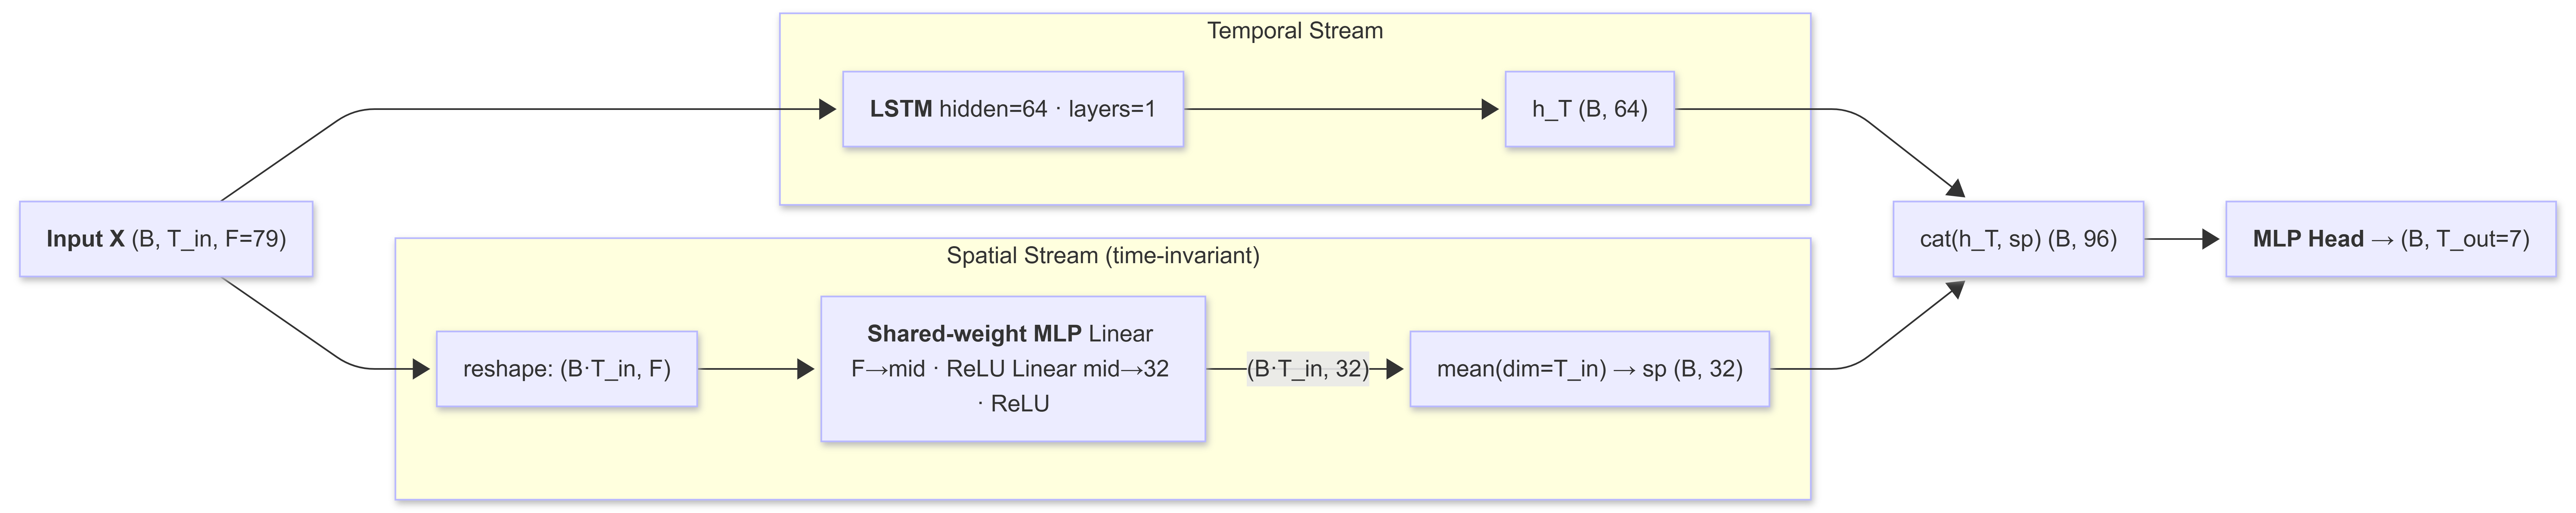 Temporal Stream
LSTM hidden=64 · layers=1
h_T (B, 64)
Input X (B, T_in, F=79)
Spatial Stream (time-invariant)
reshape: (B·T_in, F)
Shared-weight MLP Linear
F→mid · ReLU Linear mid→32
· ReLU
(B·T_in, 32)
mean(dim=T_in) → sp (B, 32)
cat(h_T, sp) (B, 96)
MLP Head → (B, T_out=7)